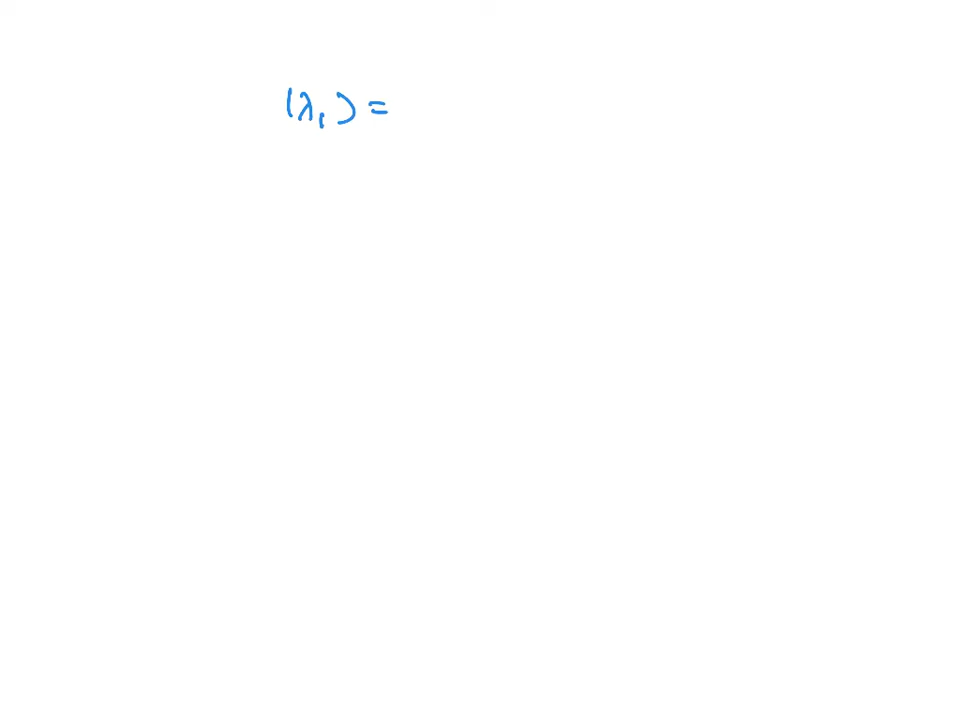 (λ₁) =